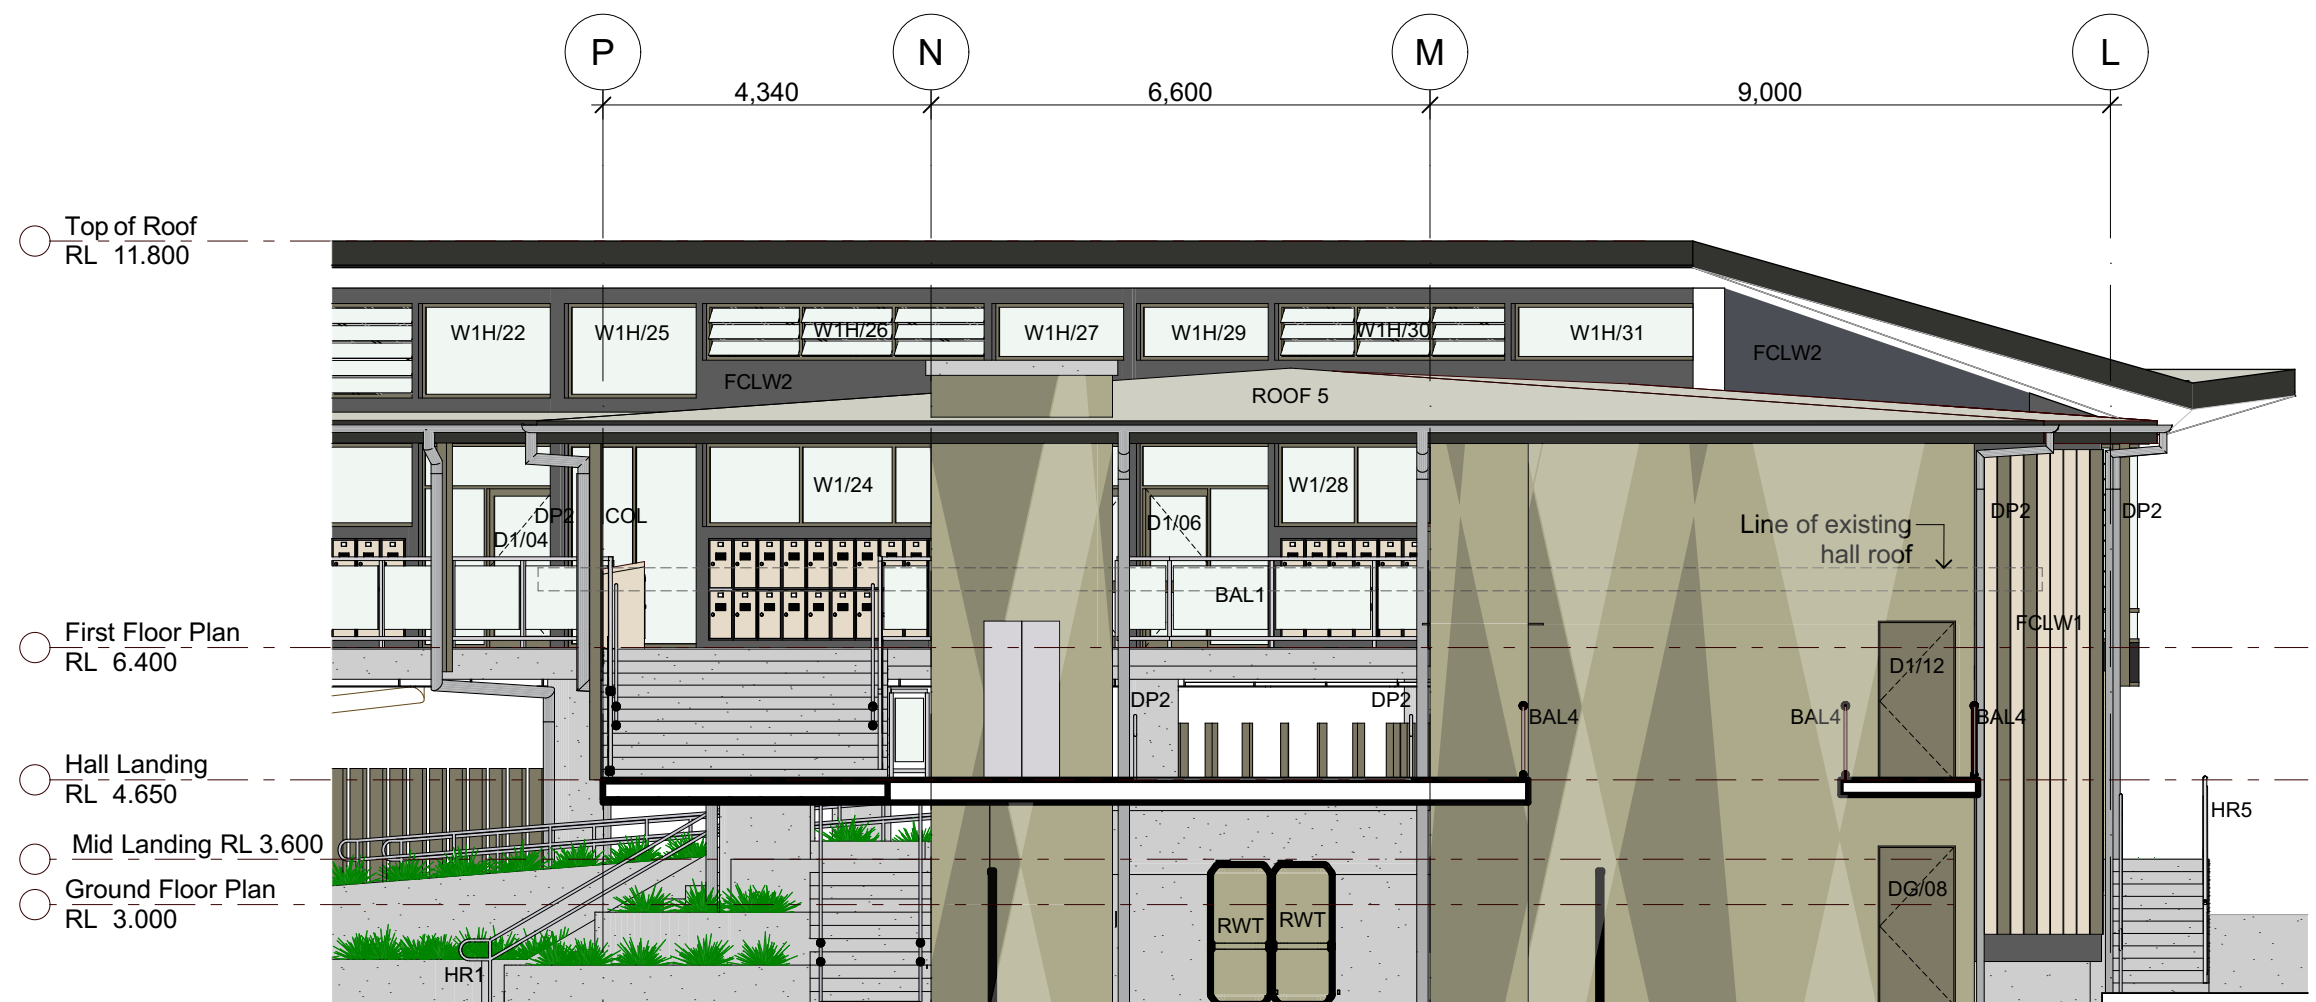 P
N
M
L
4,340
6,600
9,000
Top of Roof
RL 11.800
W1H/22
W1H/25
W1H/26
W1H/27
W1H/29
W1H/30
W1H/31
FCLW2
FCLW2
ROOF 5
W1/24
W1/28
DP2
COL
D1/04
D1/06
Line of existing
hall roof
DP2
DP2
BAL1
FCLW1
First Floor Plan
RL 6.400
D1/12
DP2
DP2
BAL4
BAL4
BAL4
Hall Landing
RL 4.650
HR5
Mid Landing RL 3.600
Ground Floor Plan
RL 3.000
DG/08
RWT
RWT
HR1